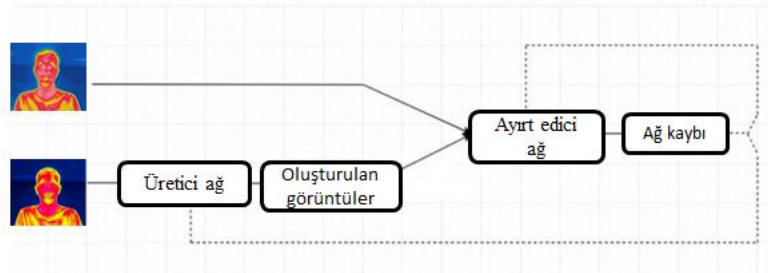 Ayırt edici
ağ
Ağ kaybı
Üretici ağ
Oluşturulan
görüntüler